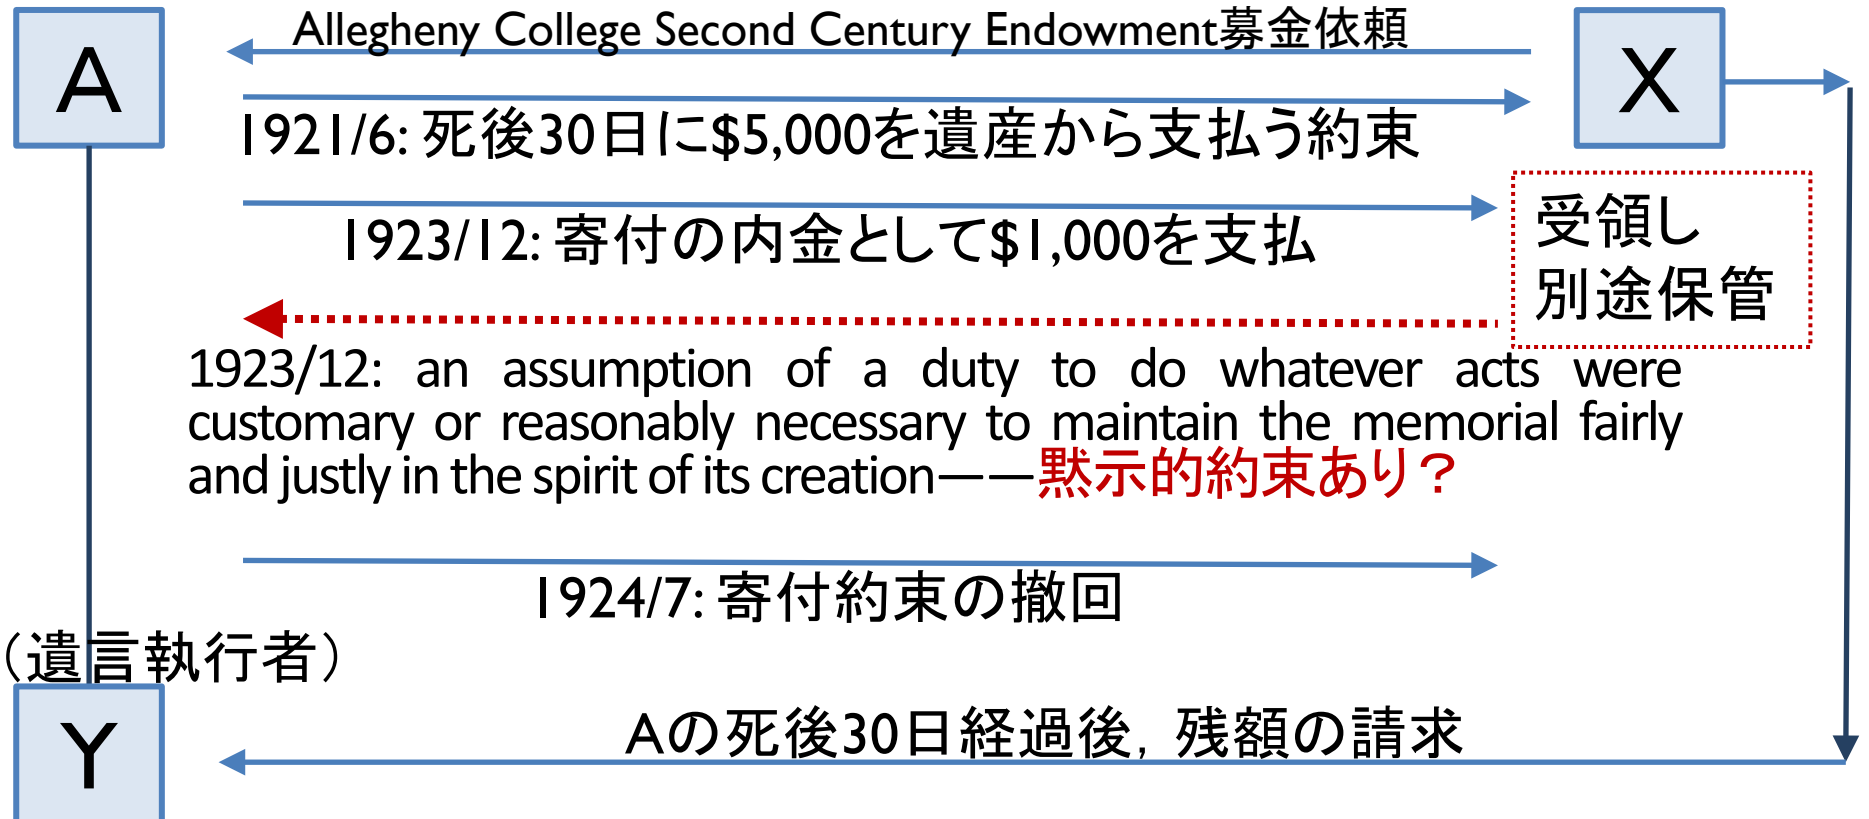 A
Allegheny College Second Century Endowment募金依頼
X
1921/6: 死後30日に$5,000を遺産から支払う約束
1923/12: 寄付の内金として$1,000を支払
受領し
別途保管
1923/12: an assumption of a duty to do whatever acts were
customary or reasonably necessary to maintain the memorial fairly
and justly in the spirit of its creation——黙示的約束あり？
1924/7: 寄付約束の撤回
（遺言執行者）
Y
Aの死後30日経過後，残額の請求